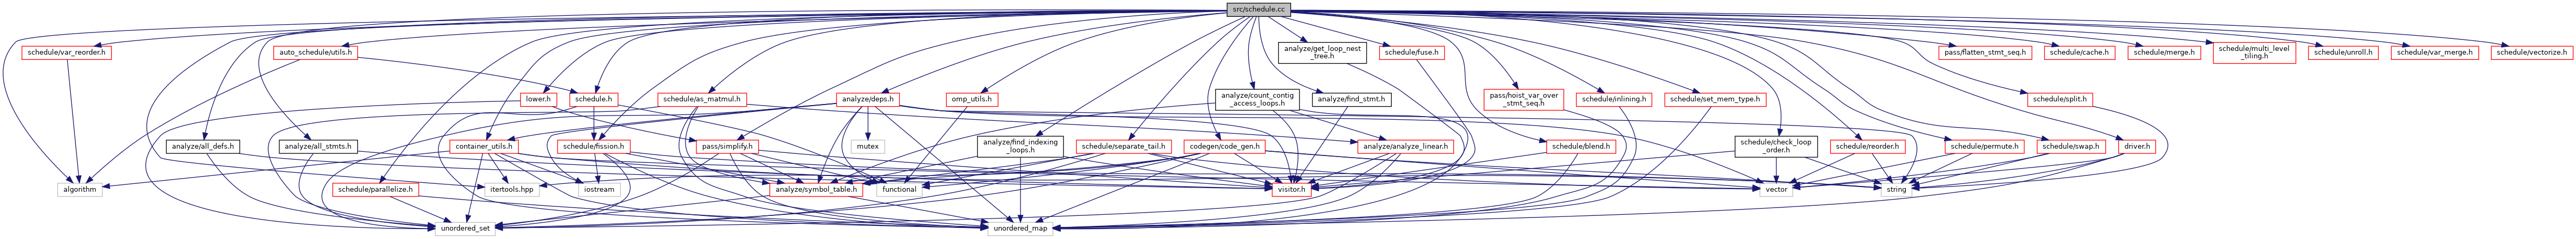 src/schedule.cc
schedule/var_reorder.h
auto_schedule/utils.h
analyze/get_loop_nest
_tree.h
schedule/fuse.h
pass/flatten_stmt_seq.h
schedule/cache.h
schedule/merge.h
schedule/multi_level
_tiling.h
schedule/unroll.h
schedule/var_merge.h
schedule/vectorize.h
lower.h
schedule.h
schedule/as_matmul.h
analyze/deps.h
omp_utils.h
analyze/count_contig
_access_loops.h
analyze/find_stmt.h
pass/hoist_var_over
_stmt_seq.h
schedule/inlining.h
schedule/set_mem_type.h
schedule/split.h
analyze/all_defs.h
analyze/all_stmts.h
container_utils.h
schedule/fission.h
pass/simplify.h
mutex
analyze/find_indexing
_loops.h
schedule/separate_tail.h
codegen/code_gen.h
analyze/analyze_linear.h
schedule/blend.h
schedule/check_loop
_order.h
schedule/reorder.h
schedule/permute.h
schedule/swap.h
driver.h
algorithm
schedule/parallelize.h
itertools.hpp
iostream
analyze/symbol_table.h
functional
visitor.h
vector
string
unordered_set
unordered_map